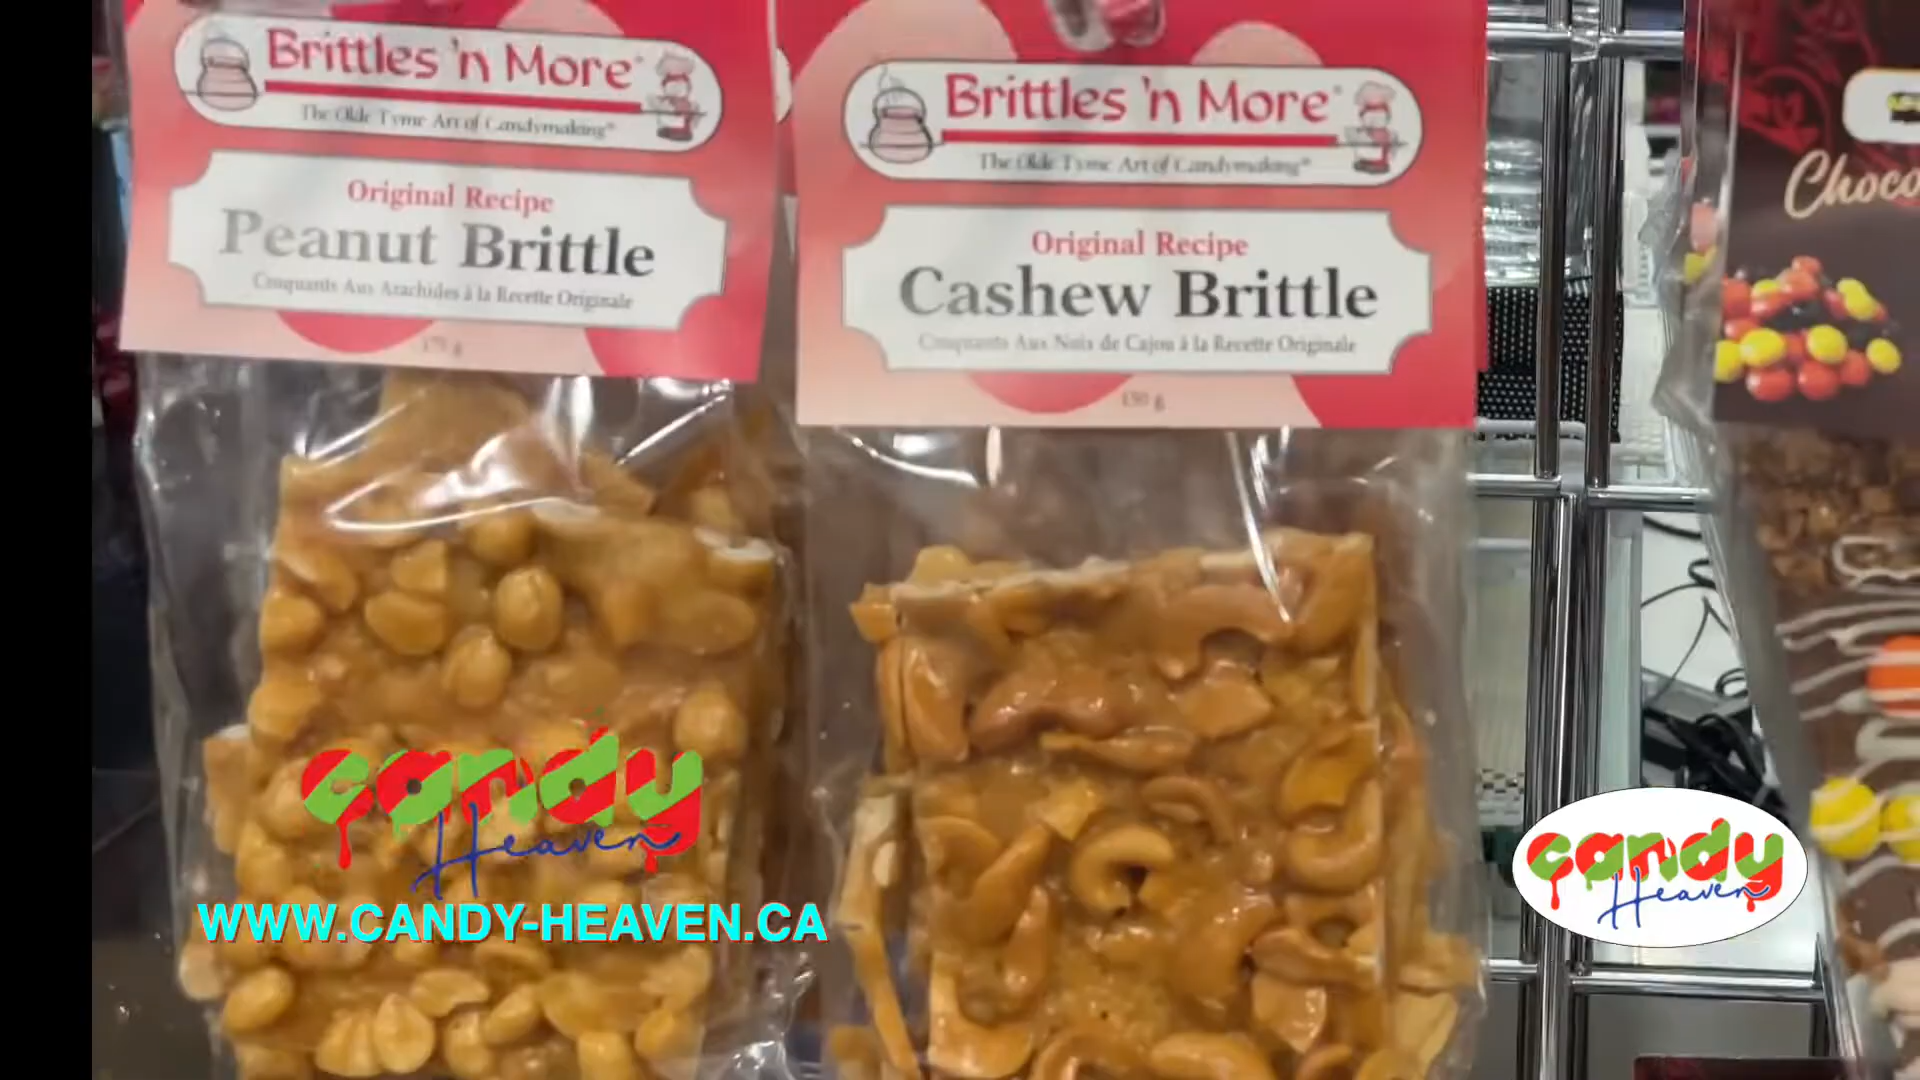 Brittles 'n More®
The Olde Tyme Art of Candymaking®
Original Recipe
Peanut Brittle
Croquants Aux Arachides à la Recette Originale
175 g
Brittles 'n More®
The Olde Tyme Art of Candymaking®
Original Recipe
Cashew Brittle
Croquants Aux Noix de Cajou à la Recette Originale
150 g
Choco
candy
Heaven
WWW.CANDY-HEAVEN.CA
candy
Heaven